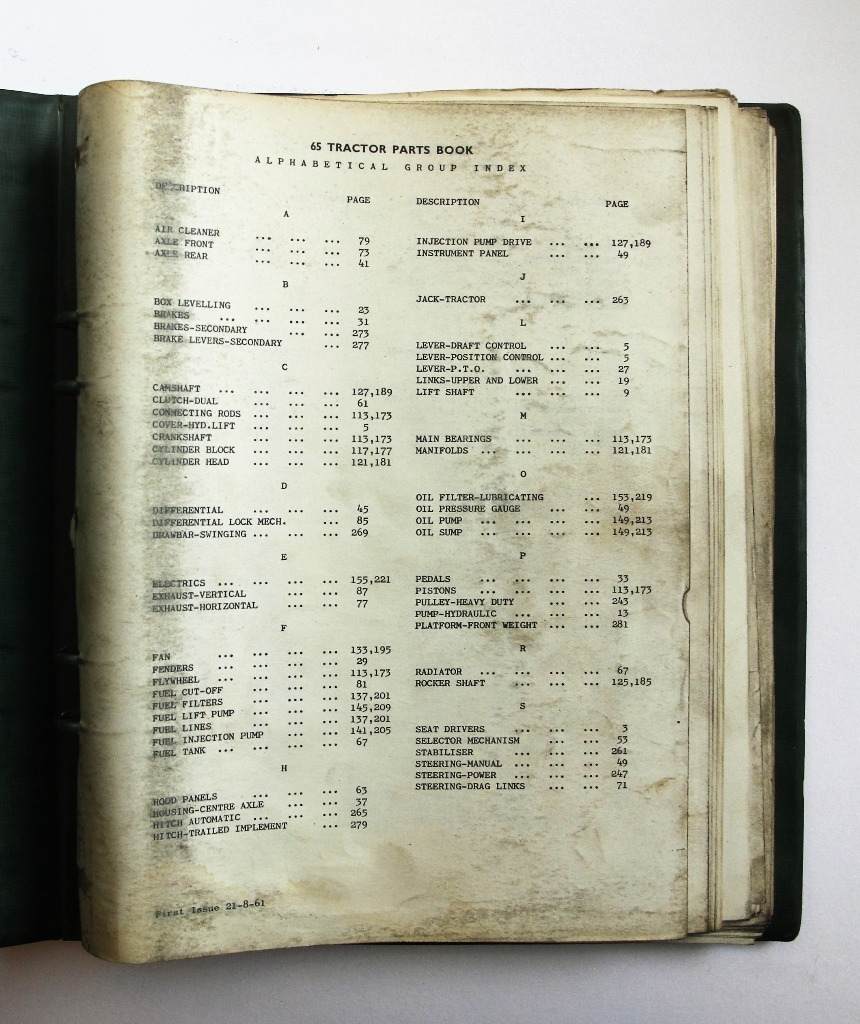 65 TRACTOR PARTS BOOK
ALPHABETICAL GROUP INDEX
DESCRIPTION PAGE
A
AIR CLEANER ... ... ... 79
AXLE FRONT ... ... ... 73
AXLE REAR ... ... ... 41
B
BOX LEVELLING ... ... ... 23
BRAKES ... ... ... ... 31
BRAKES-SECONDARY ... ... 273
BRAKE LEVERS-SECONDARY ... 277
C
CAMSHAFT ... ... ... ... 127,189
CLUTCH-DUAL ... ... ... 61
CONNECTING RODS ... ... ... 113,173
COVER-HYD.LIFT ... ... ... 5
CRANKSHAFT ... ... ... 113,173
CYLINDER BLOCK ... ... ... 117,177
CYLINDER HEAD ... ... ... 121,181
D
DIFFERENTIAL ... ... ... 45
DIFFERENTIAL LOCK MECH. ... ... 85
DRAWBAR-SWINGING ... ... ... 269
E
ELECTRICS ... ... ... ... 155,221
EXHAUST-VERTICAL ... ... 87
EXHAUST-HORIZONTAL ... ... 77
F
FAN ... ... ... ... 133,195
FENDERS ... ... ... ... 29
FLYWHEEL ... ... ... ... 113,173
FUEL CUT-OFF ... ... ... 81
FUEL FILTERS ... ... ... 137,201
FUEL LIFT PUMP ... ... ... 145,209
FUEL LINES ... ... ... 137,201
FUEL INJECTION PUMP ... ... 141,205
FUEL TANK ... ... ... ... 67
H
HOOD PANELS ... ... ... 63
HOUSING-CENTRE AXLE ... ... 37
HITCH AUTOMATIC ... ... ... 265
HITCH-TRAILED IMPLEMENT ... 279
First Issue 21-8-61
DESCRIPTION PAGE
I
INJECTION PUMP DRIVE ... ... 127,189
INSTRUMENT PANEL ... ... 49
J
JACK-TRACTOR ... ... ... 263
L
LEVER-DRAFT CONTROL ... ... 5
LEVER-POSITION CONTROL ... ... 5
LEVER-P.T.O. ... ... ... 27
LINKS-UPPER AND LOWER ... ... 19
LIFT SHAFT ... ... ... 9
M
MAIN BEARINGS ... ... ... 113,173
MANIFOLDS ... ... ... ... 121,181
O
OIL FILTER-LUBRICATING ... 153,219
OIL PRESSURE GAUGE ... ... 49
OIL PUMP ... ... ... ... 149,213
OIL SUMP ... ... ... ... 149,213
P
PEDALS ... ... ... ... 33
PISTONS ... ... ... ... 113,173
PULLEY-HEAVY DUTY ... ... 243
PUMP-HYDRAULIC ... ... ... 13
PLATFORM-FRONT WEIGHT ... ... 281
R
RADIATOR ... ... ... ... 67
ROCKER SHAFT ... ... ... 125,185
S
SEAT DRIVERS ... ... ... 3
SELECTOR MECHANISM ... ... 53
STABILISER ... ... ... 261
STEERING-MANUAL ... ... ... 49
STEERING-POWER ... ... ... 247
STEERING-DRAG LINKS ... ... 71